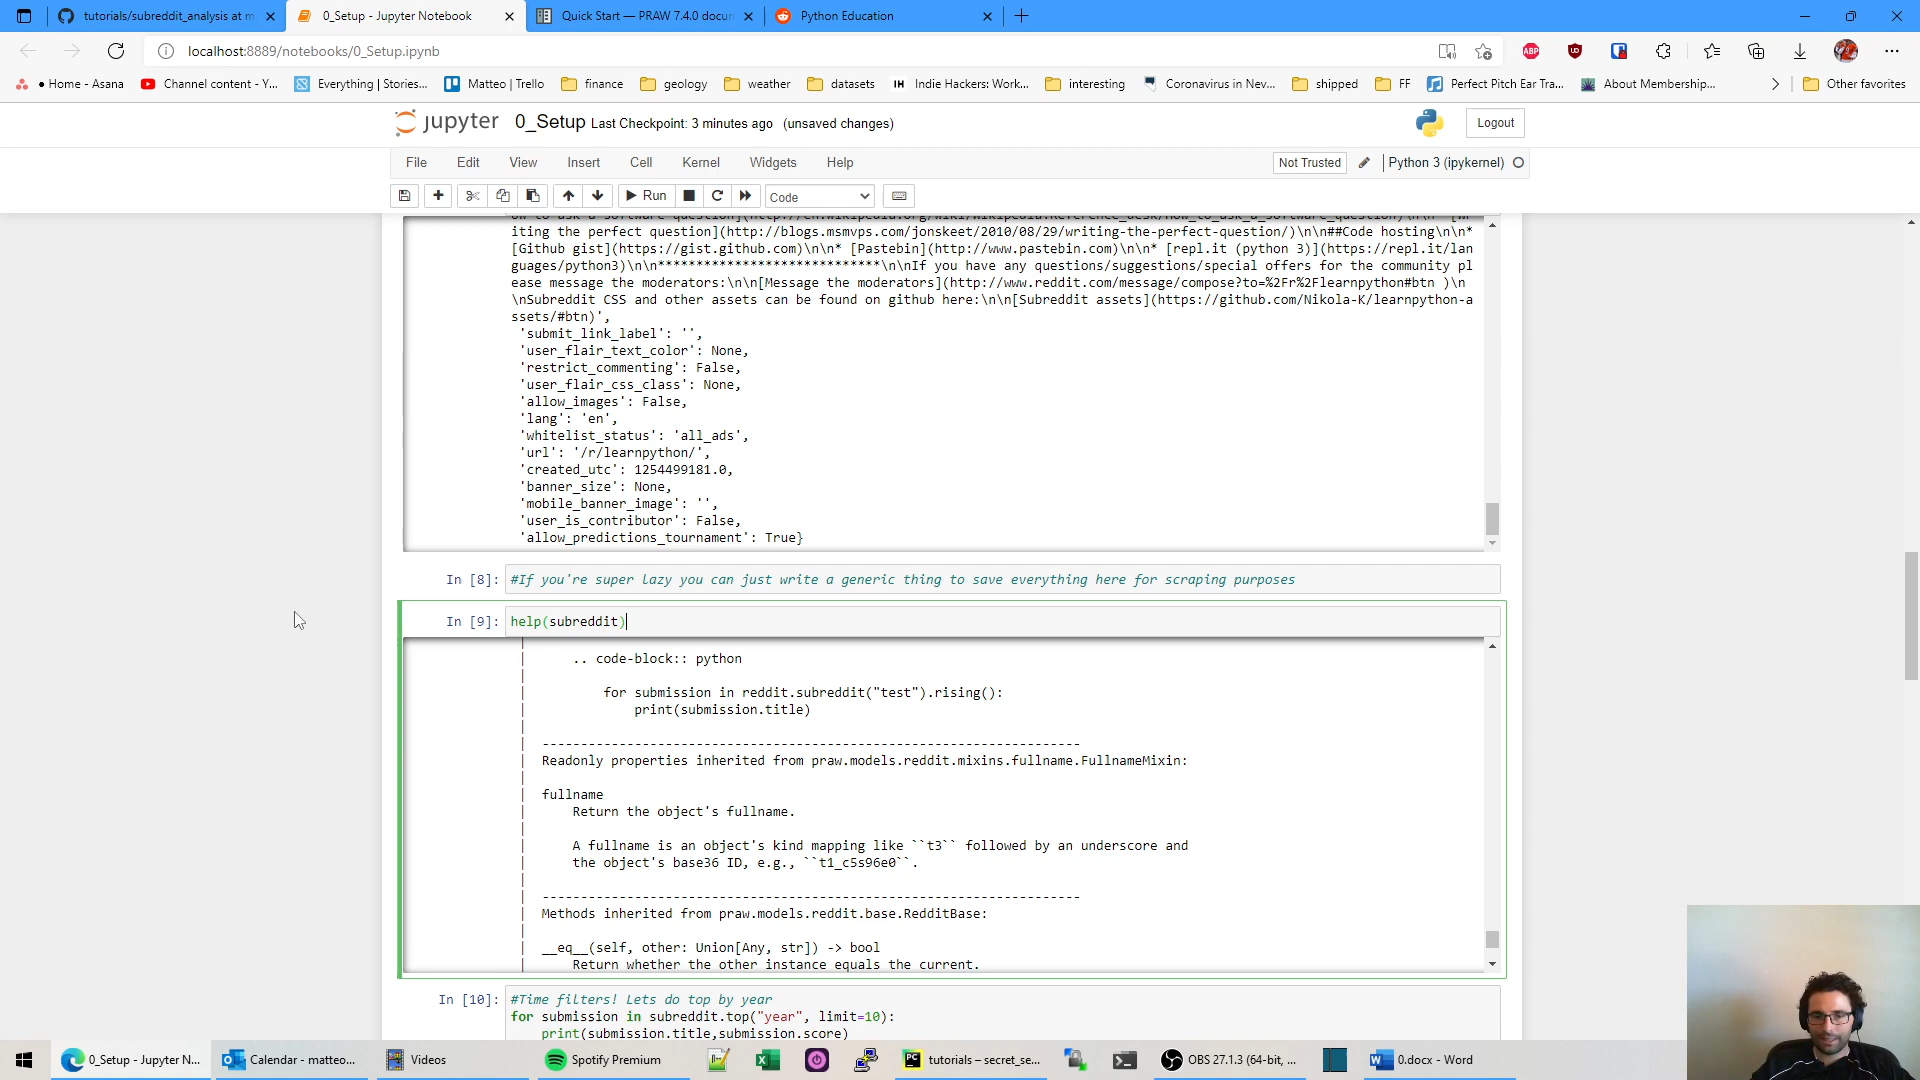 tutorials/subreddit_analysis at m
0_Setup - Jupyter Notebook
Quick Start — PRAW 7.4.0 docun
Python Education
localhost:8889/notebooks/0_Setup.ipynb
● Home - Asana
Channel content - Y...
Everything | Stories...
Matteo | Trello
finance
geology
weather
datasets
IH Indie Hackers: Work...
interesting
Coronavirus in Nev...
shipped
FF
Perfect Pitch Ear Tra...
About Membership...
Other favorites
jupyter 0_Setup Last Checkpoint: 3 minutes ago (unsaved changes)
Logout
File Edit View Insert Cell Kernel Widgets Help
Not Trusted
Python 3 (ipykernel)
Run
Code
ow to ask a software question](http://en.wikipedia.org/wiki/Wikipedia:Reference_desk/how_to_ask_a_software_question)\n\n* [Wr
iting the perfect question](http://blogs.msmvps.com/jonskeet/2010/08/29/writing-the-perfect-question/)\n\n##Code hosting\n\n*
[Github gist](https://gist.github.com)\n\n* [Pastebin](http://www.pastebin.com)\n\n* [repl.it (python 3)](https://repl.it/lan
guages/python3)\n\n*****************************\n\nIf you have any questions/suggestions/special offers for the community pl
ease message the moderators:\n\n[Message the moderators](http://www.reddit.com/message/compose?to=%2Fr%2Flearnpython#btn )\n
\nSubreddit CSS and other assets can be found on github here:\n\n[Subreddit assets](https://github.com/Nikola-K/learnpython-a
ssets/#btn)',
'submit_link_label': '',
'user_flair_text_color': None,
'restrict_commenting': False,
'user_flair_css_class': None,
'allow_images': False,
'lang': 'en',
'whitelist_status': 'all_ads',
'url': '/r/learnpython/',
'created_utc': 1254499181.0,
'banner_size': None,
'mobile_banner_image': '',
'user_is_contributor': False,
'allow_predictions_tournament': True}
In [8]: #If you're super lazy you can just write a generic thing to save everything here for scraping purposes
In [9]: help(subreddit)
| .. code-block:: python
|
| for submission in reddit.subreddit("test").rising():
| print(submission.title)
|
| ----------------------------------------------------------------------
| Readonly properties inherited from praw.models.reddit.mixins.fullname.FullnameMixin:
|
| fullname
| Return the object's fullname.
|
| A fullname is an object's kind mapping like ``t3`` followed by an underscore and
| the object's base36 ID, e.g., ``t1_c5s96e0``.
|
| ----------------------------------------------------------------------
| Methods inherited from praw.models.reddit.base.RedditBase:
|
| __eq__(self, other: Union[Any, str]) -> bool
| Return whether the other instance equals the current.
In [10]: #Time filters! Lets do top by year
for submission in subreddit.top("year", limit=10):
print(submission.title,submission.score)
0_Setup - Jupyter N...
Calendar - matteo...
Videos
Spotify Premium
tutorials – secret_se...
OBS 27.1.3 (64-bit, ...
0.docx - Word